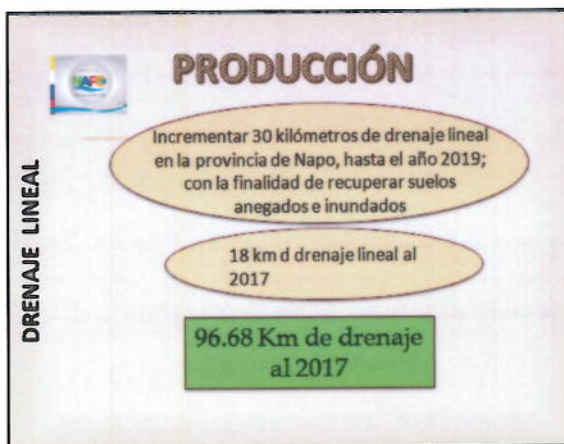 NAPO
PRODUCCIÓN
DRENAJE LINEAL
Incrementar 30 kilómetros de drenaje lineal
en la provincia de Napo, hasta el año 2019;
con la finalidad de recuperar suelos
anegados e inundados
18 km d drenaje lineal al
2017
96.68 Km de drenaje
al 2017